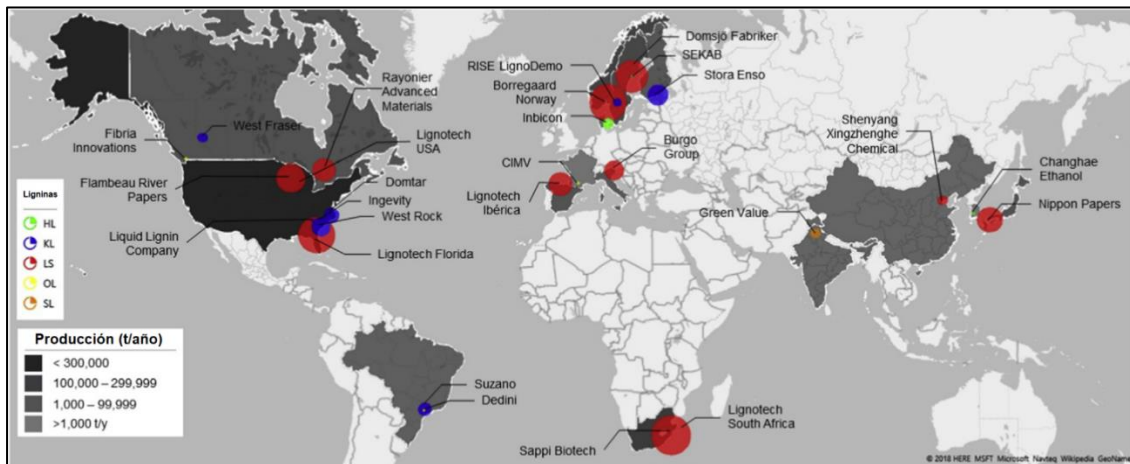 Domsjö Fabriker
SEKAB
RISE LignoDemo
Stora Enso
Borregaard
Norway
Inbicon
Rayonier
Advanced
Materials
West Fraser
Fibria
Innovations
Lignotech
USA
Flambeau River
Papers
Domtar
Ingevity
West Rock
Liquid Lignin
Company
Lignotech Florida
CIMV
Burgo
Group
Lignotech
Ibérica
Green Value
Shenyang
Xingzhenghe
Chemical
Changhae
Ethanol
Nippon Papers
Ligninas
HL
KL
LS
OL
SL
Producción (t/año)
< 300,000
100,000 – 299,999
1,000 – 99,999
>1,000 t/y
Suzano
Dedini
Lignotech
South Africa
Sappi Biotech
© 2018 HERE MSFT Microsoft Navteq Wikipedia GeoName